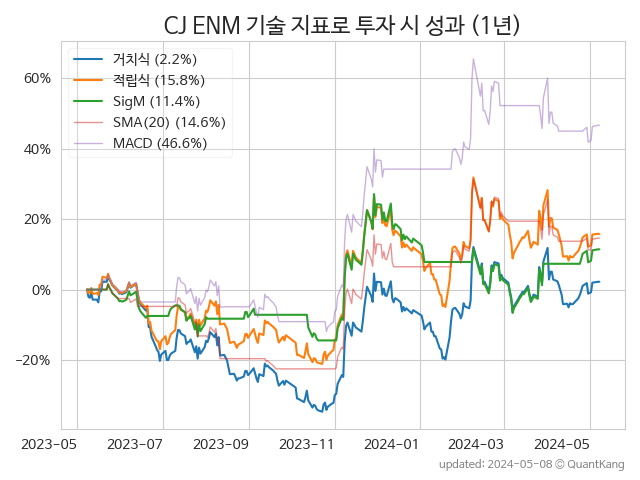 CJ ENM 기술 지표로 투자 시 성과 (1년)
거치식 (2.2%)
적립식 (15.8%)
SigM (11.4%)
SMA(20) (14.6%)
MACD (46.6%)
60%
40%
20%
0%
−20%
2023−05 2023−07 2023−09 2023−11 2024−01 2024−03 2024−05
updated: 2024-05-08 © QuantKang